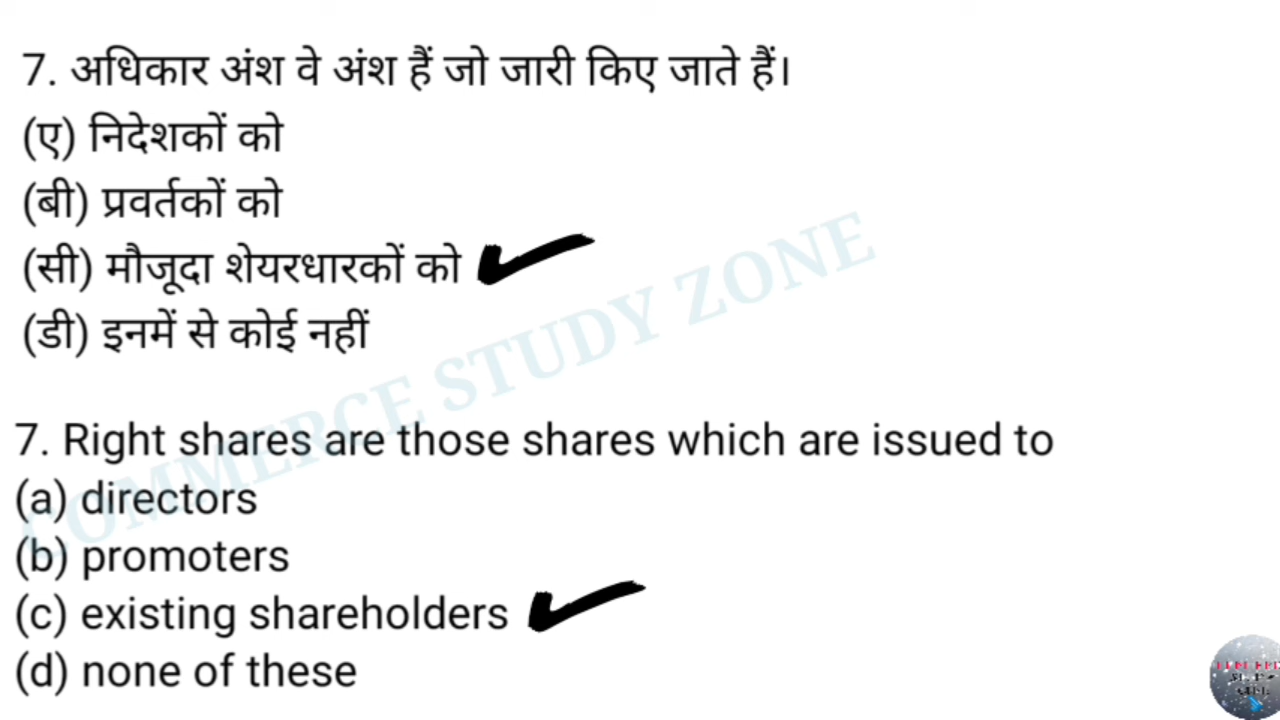 7. अधिकार अंश वे अंश हैं जो जारी किए जाते हैं।
(ए) निदेशकों को
(बी) प्रवर्तकों को
(सी) मौजूदा शेयरधारकों को
(डी) इनमें से कोई नहीं
COMMERCE STUDY ZONE
7. Right shares are those shares which are issued to
(a) directors
(b) promoters
(c) existing shareholders
(d) none of these